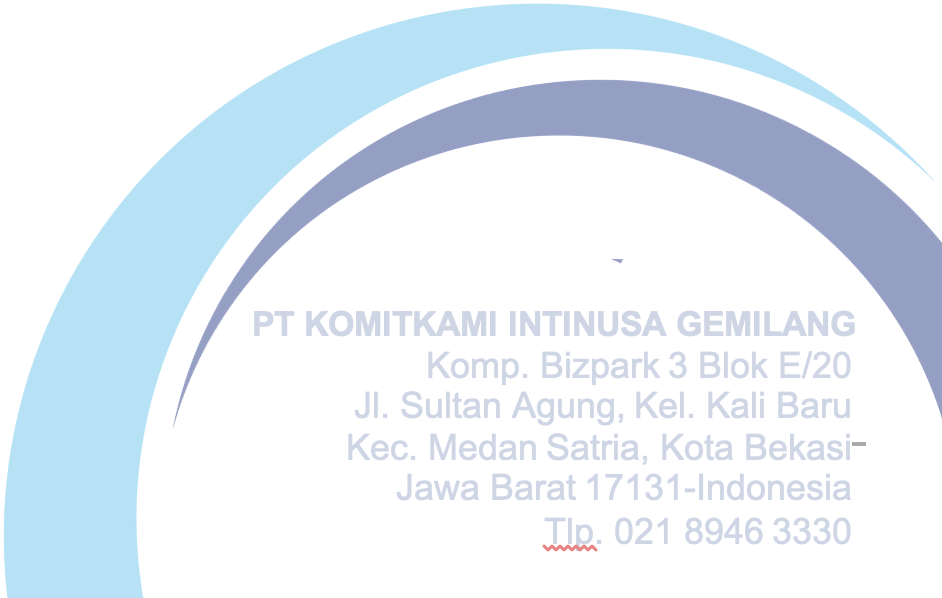 PT KOMITKAMI INTINUSA GEMILANG
Komp. Bizpark 3 Blok E/20
Jl. Sultan Agung, Kel. Kali Baru
Kec. Medan Satria, Kota Bekasi
Jawa Barat 17131-Indonesia
Tlp. 021 8946 3330